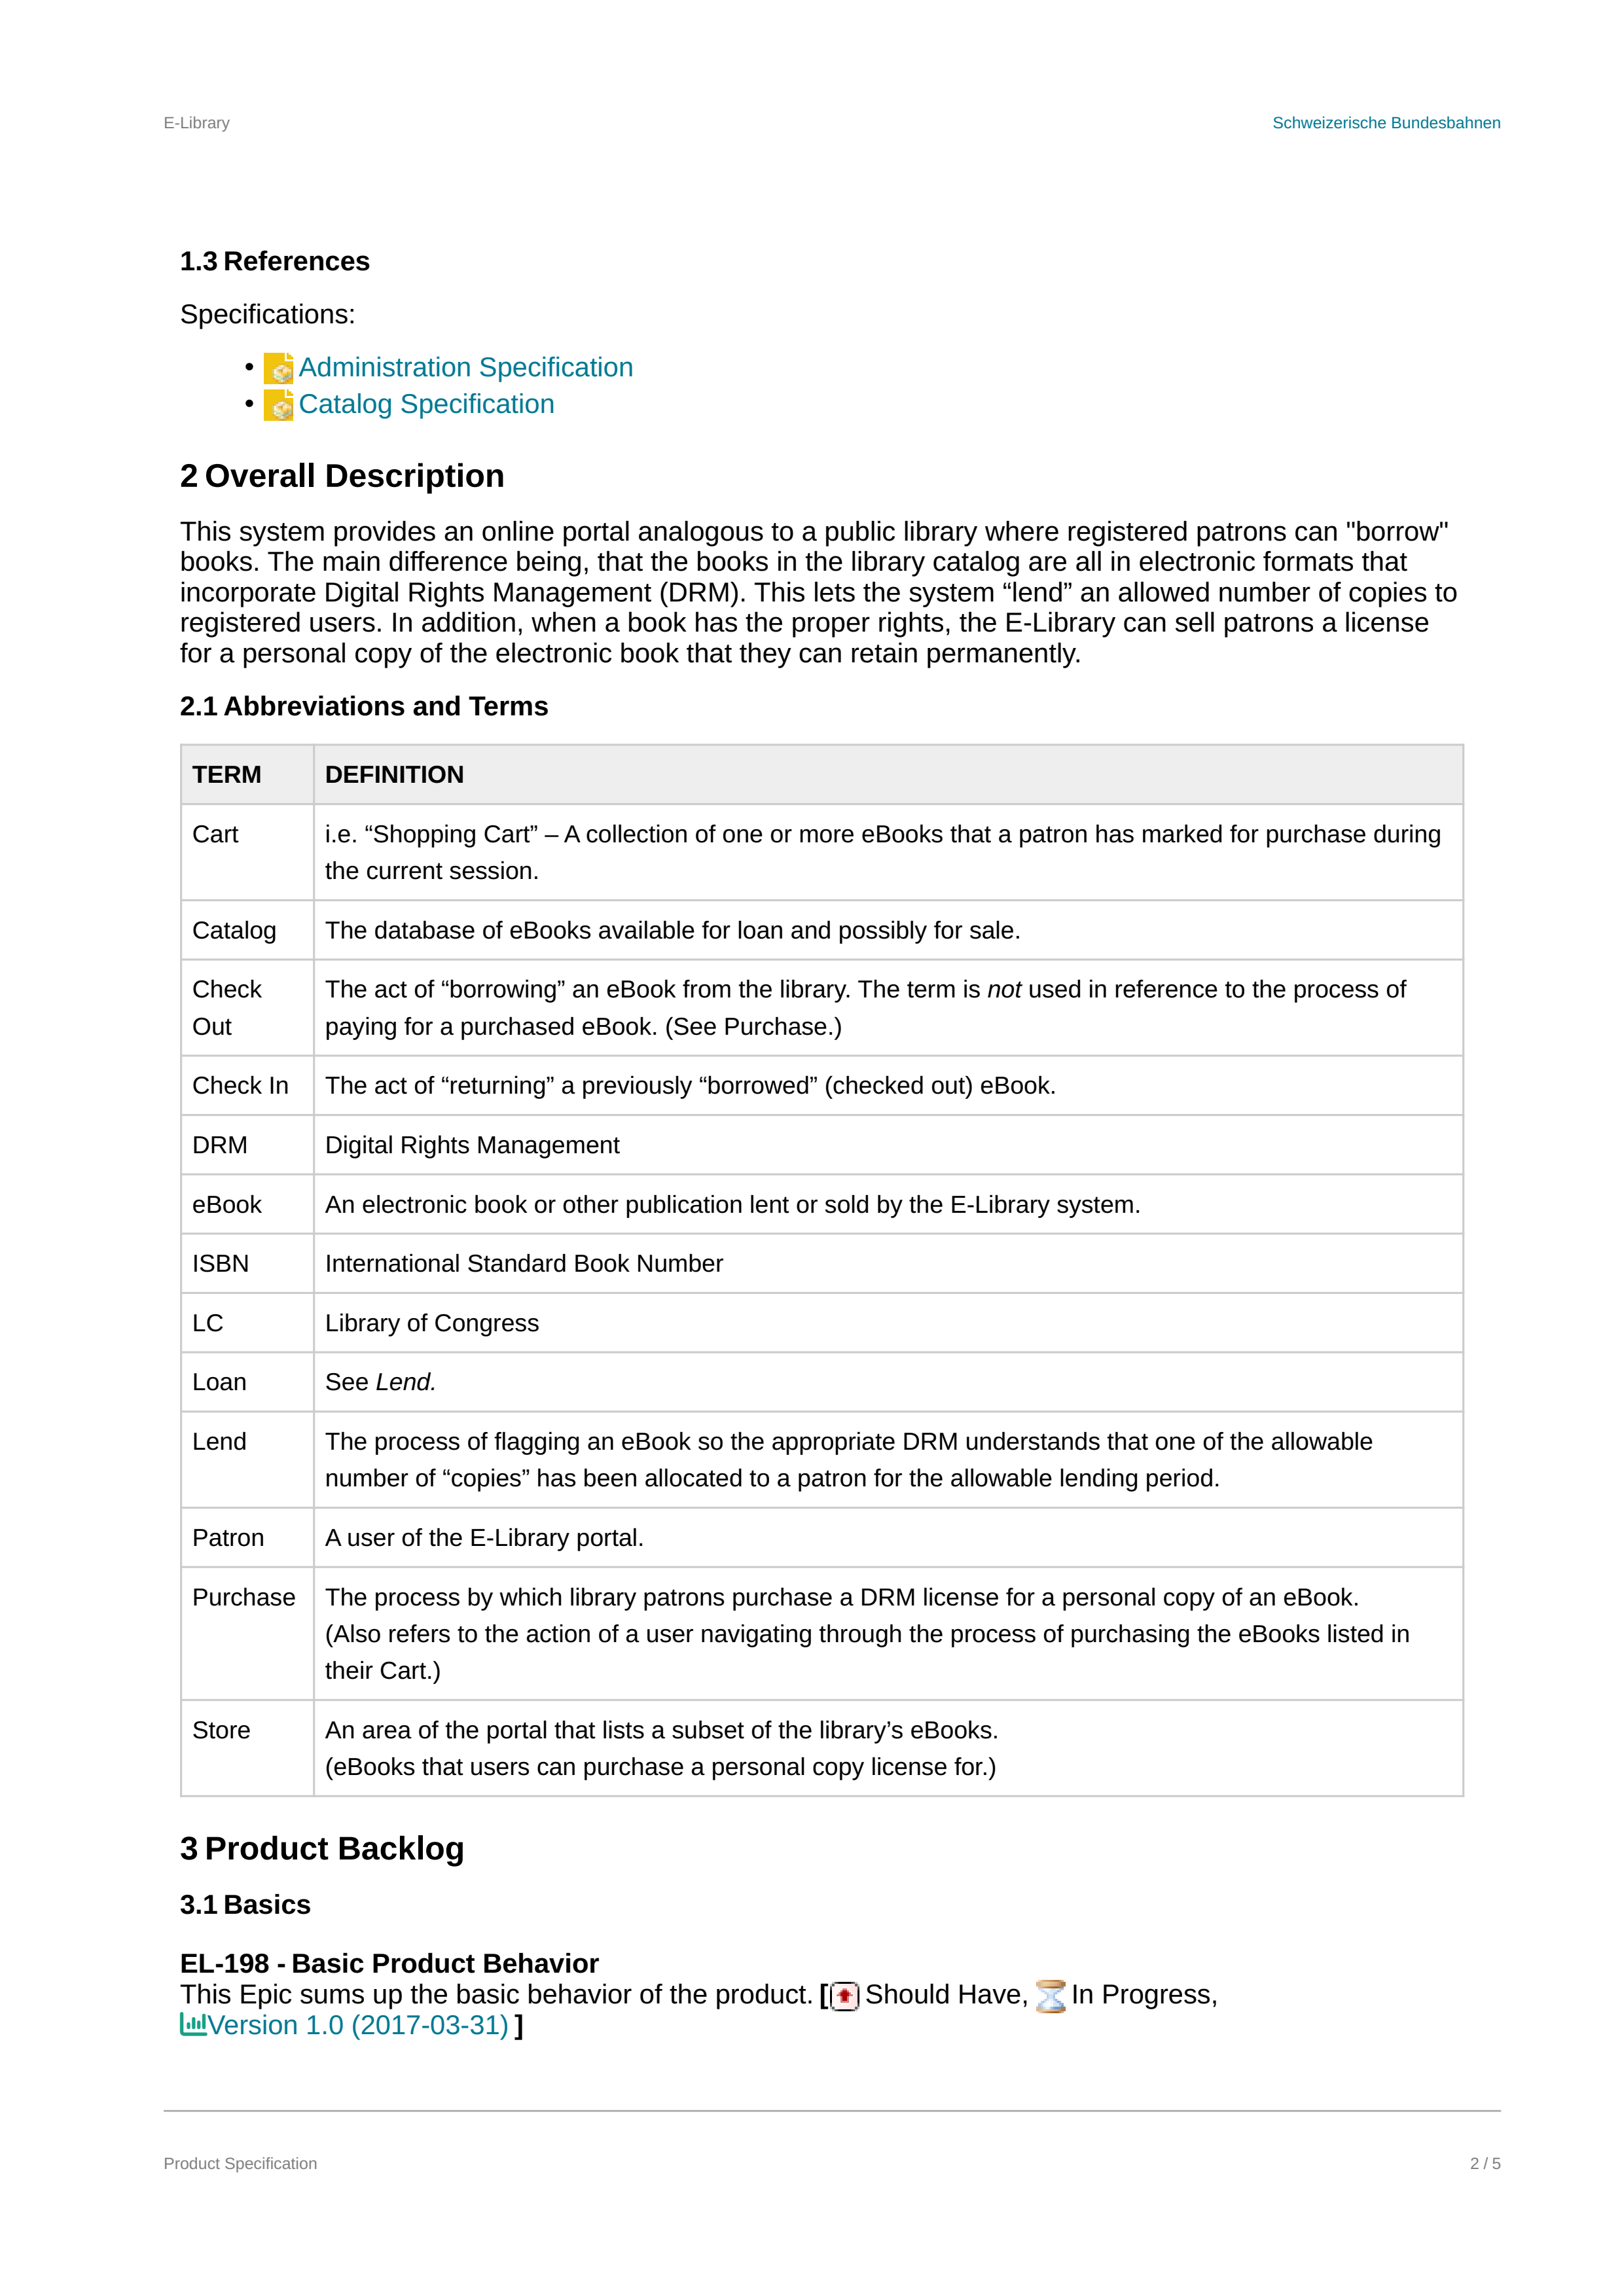 E-Library
Schweizerische Bundesbahnen
1.3 References
Specifications:
• Administration Specification
• Catalog Specification
2 Overall Description
This system provides an online portal analogous to a public library where registered patrons can "borrow"
books. The main difference being, that the books in the library catalog are all in electronic formats that
incorporate Digital Rights Management (DRM). This lets the system “lend” an allowed number of copies to
registered users. In addition, when a book has the proper rights, the E-Library can sell patrons a license
for a personal copy of the electronic book that they can retain permanently.
2.1 Abbreviations and Terms
TERM DEFINITION
Cart i.e. “Shopping Cart” – A collection of one or more eBooks that a patron has marked for purchase during
the current session.
Catalog The database of eBooks available for loan and possibly for sale.
Check The act of “borrowing” an eBook from the library. The term is not used in reference to the process of
Out paying for a purchased eBook. (See Purchase.)
Check In The act of “returning” a previously “borrowed” (checked out) eBook.
DRM Digital Rights Management
eBook An electronic book or other publication lent or sold by the E-Library system.
ISBN International Standard Book Number
LC Library of Congress
Loan See Lend.
Lend The process of flagging an eBook so the appropriate DRM understands that one of the allowable
number of “copies” has been allocated to a patron for the allowable lending period.
Patron A user of the E-Library portal.
Purchase The process by which library patrons purchase a DRM license for a personal copy of an eBook.
(Also refers to the action of a user navigating through the process of purchasing the eBooks listed in
their Cart.)
Store An area of the portal that lists a subset of the library’s eBooks.
(eBooks that users can purchase a personal copy license for.)
3 Product Backlog
3.1 Basics
EL-198 - Basic Product Behavior
This Epic sums up the basic behavior of the product. [ Should Have, In Progress,
Version 1.0 (2017-03-31) ]
Product Specification
2 / 5